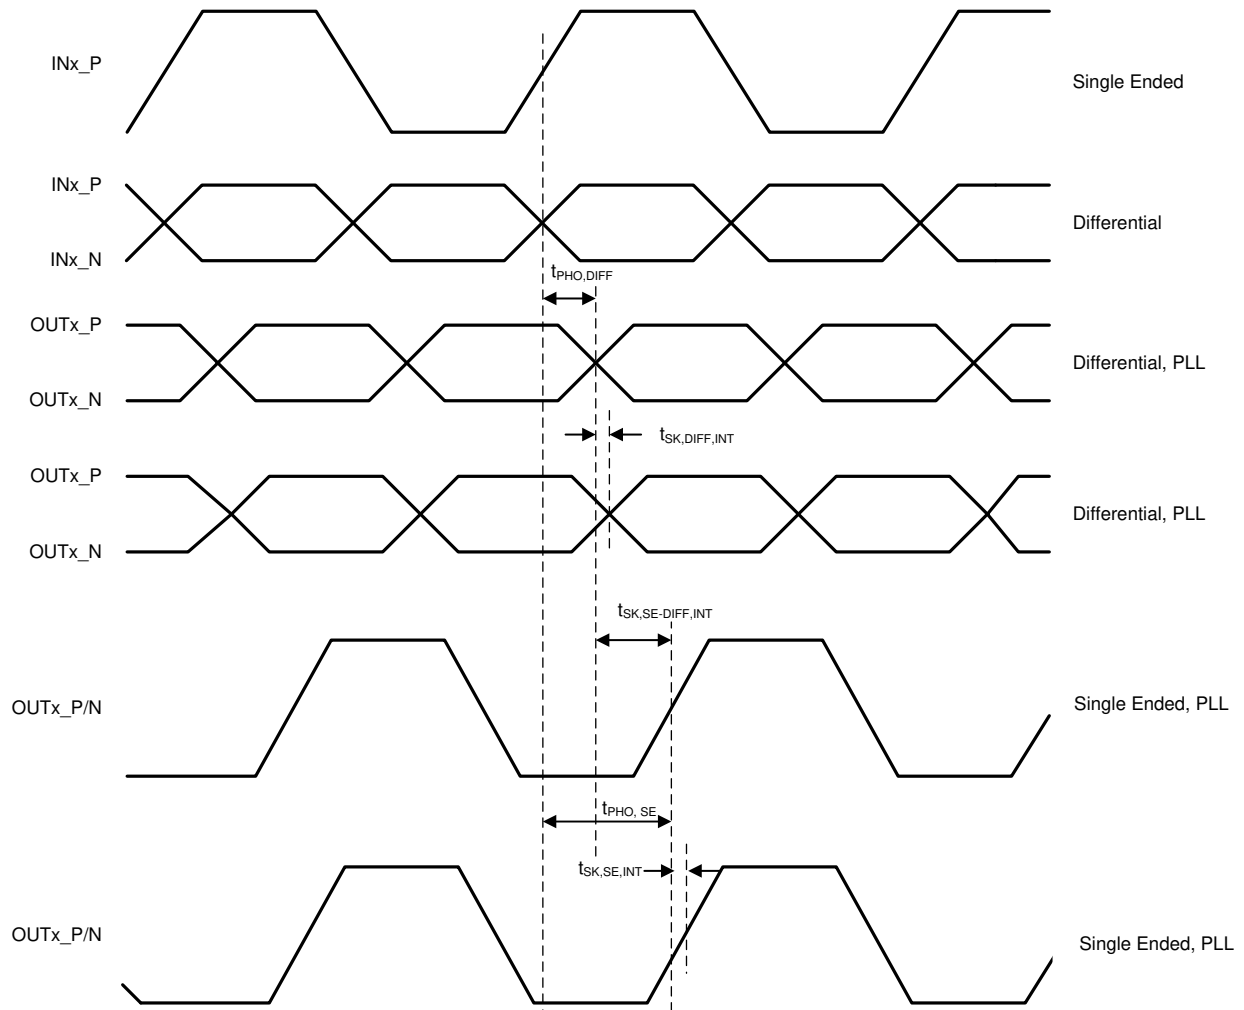 INx_P
Single Ended
INx_P
Differential
INx_N
tPHO,DIFF
OUTx_P
Differential, PLL
OUTx_N
tSK,DIFF,INT
OUTx_P
Differential, PLL
OUTx_N
tSK,SE-DIFF,INT
OUTx_P/N
Single Ended, PLL
tPHO, SE
tSK,SE,INT
OUTx_P/N
Single Ended, PLL